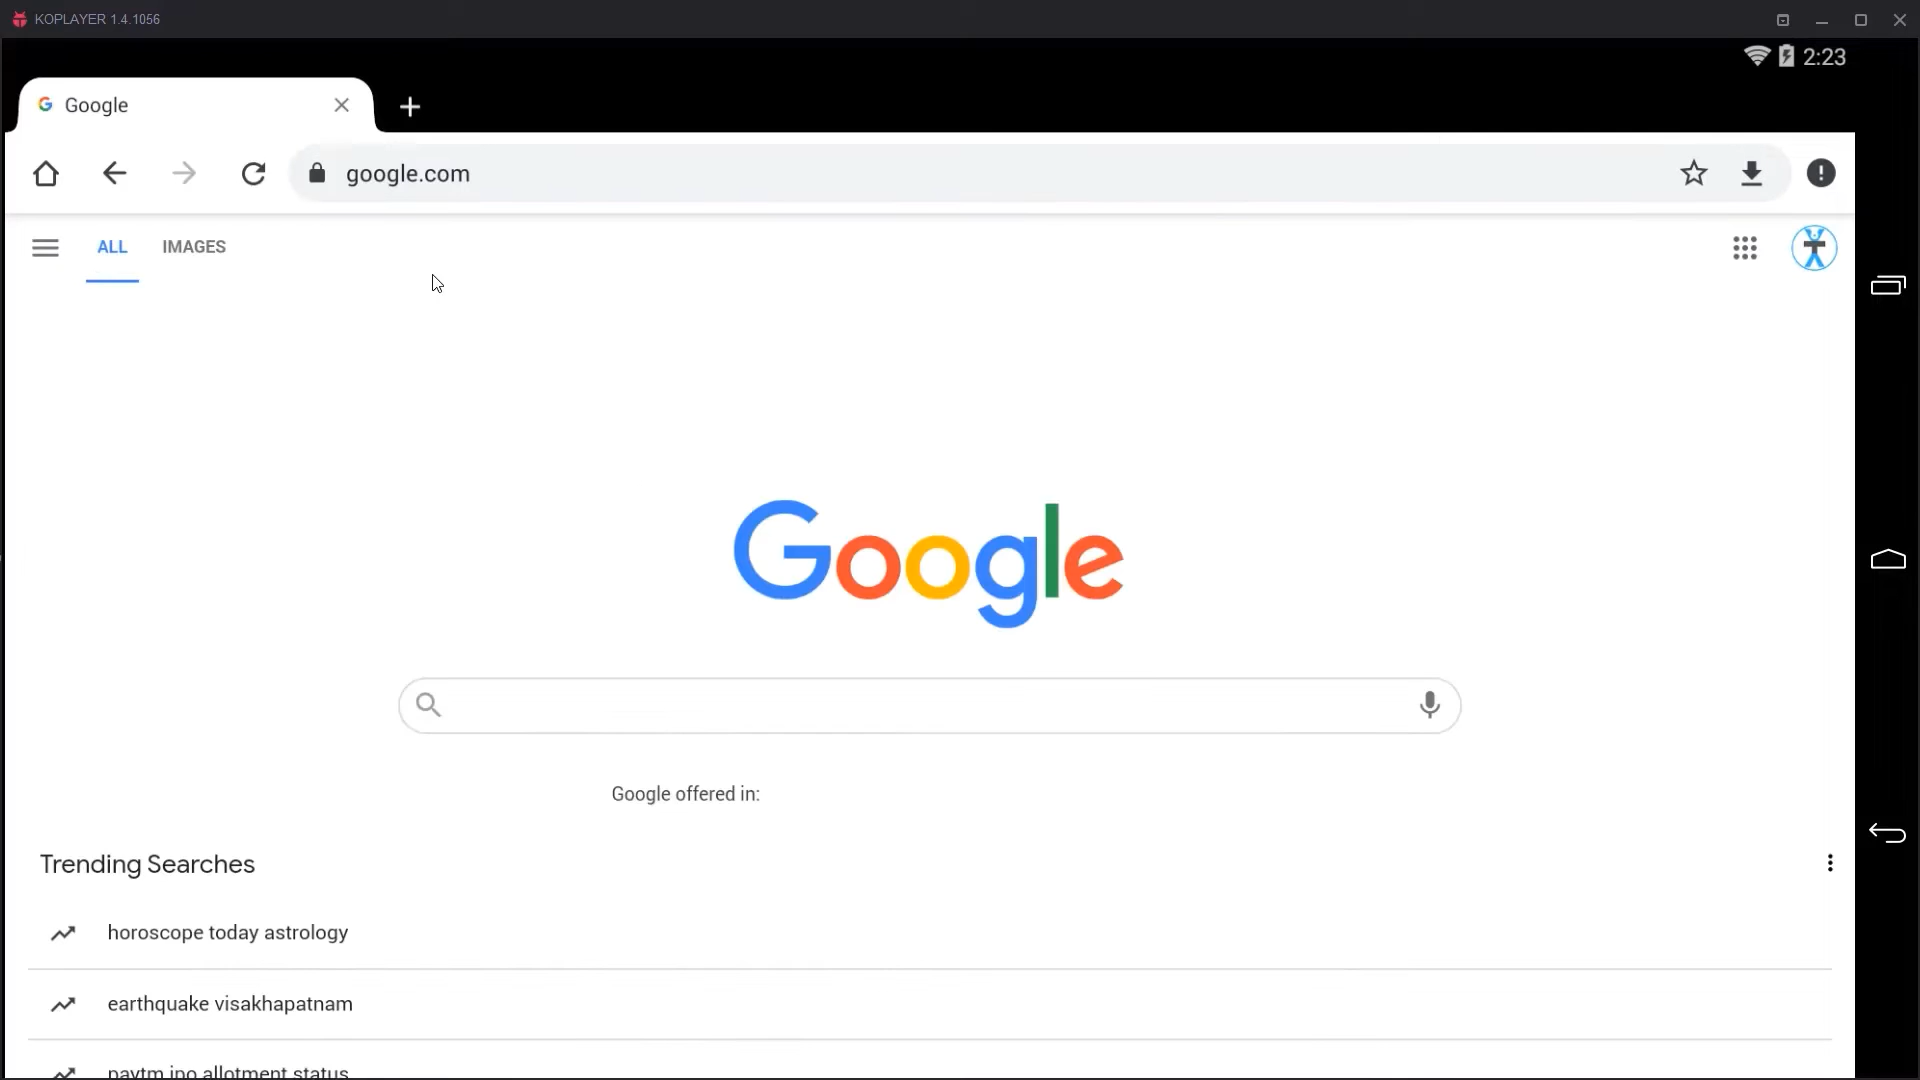 KOPLAYER 1.4.1056
2:23
Google
google.com
ALL IMAGES
Google
Google offered in:
Trending Searches
horoscope today astrology
earthquake visakhapatnam
paytm ipo allotment status